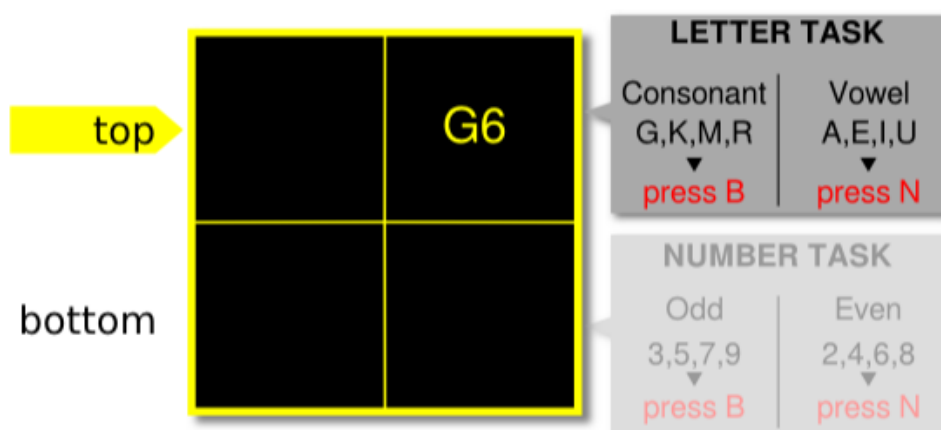 top
bottom
G6
LETTER TASK
Consonant Vowel
G,K,M,R A,E,I,U
press B press N
NUMBER TASK
Odd Even
3,5,7,9 2,4,6,8
press B press N